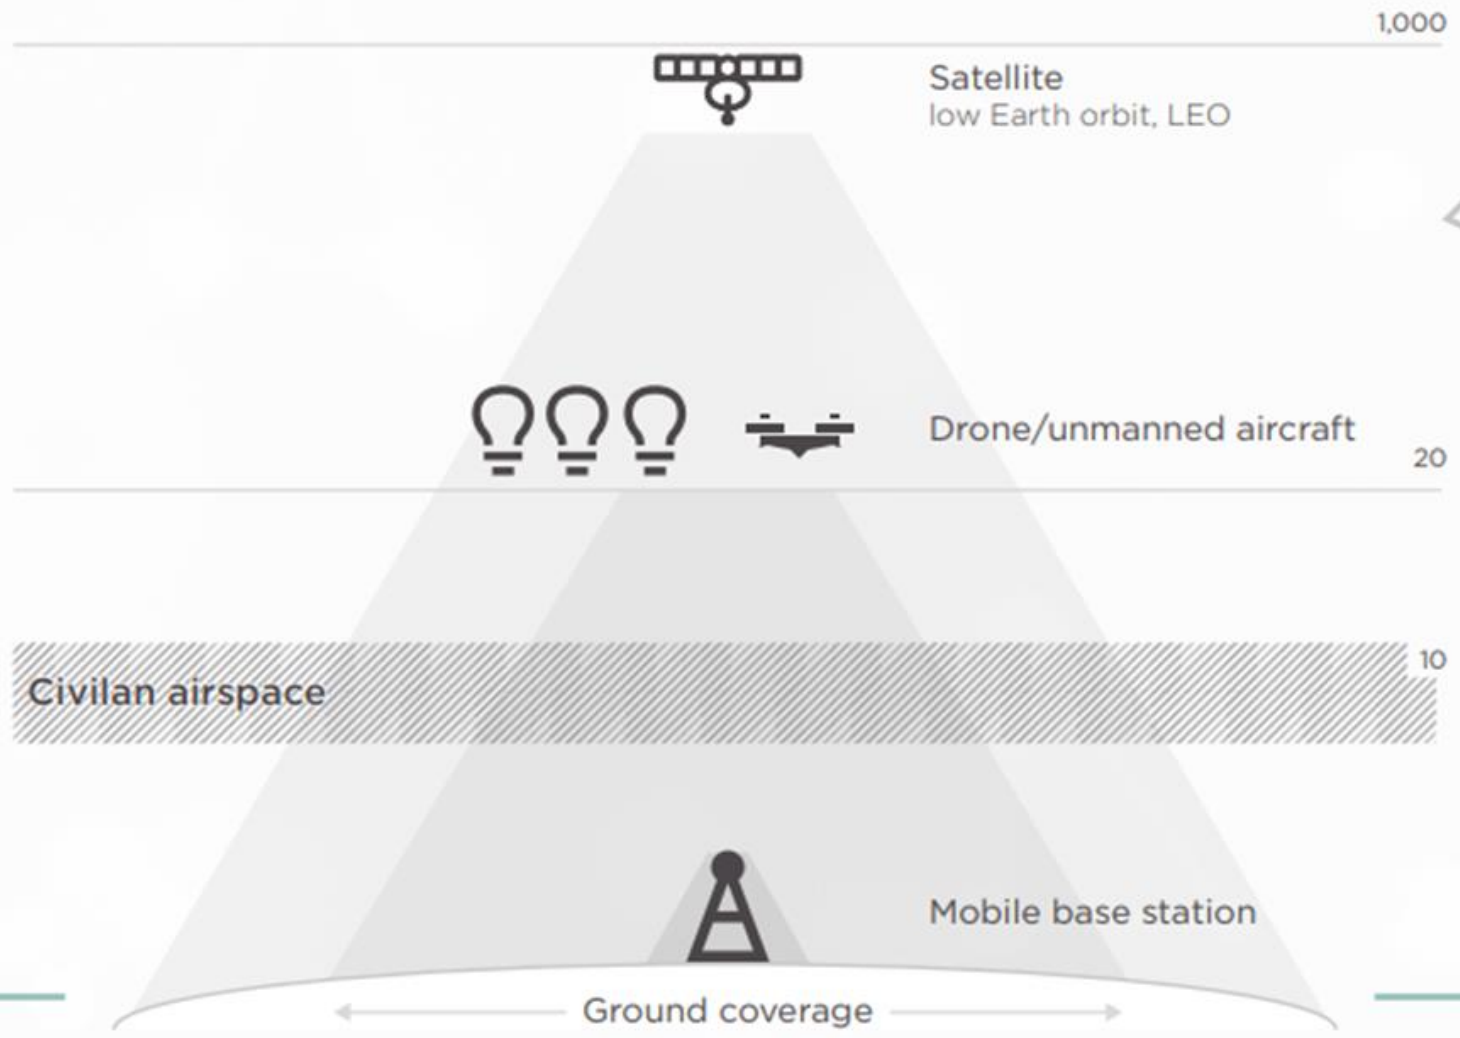 1,000
Satellite
low Earth orbit, LEO
Drone/unmanned aircraft
20
10
Civilan airspace
Mobile base station
Ground coverage